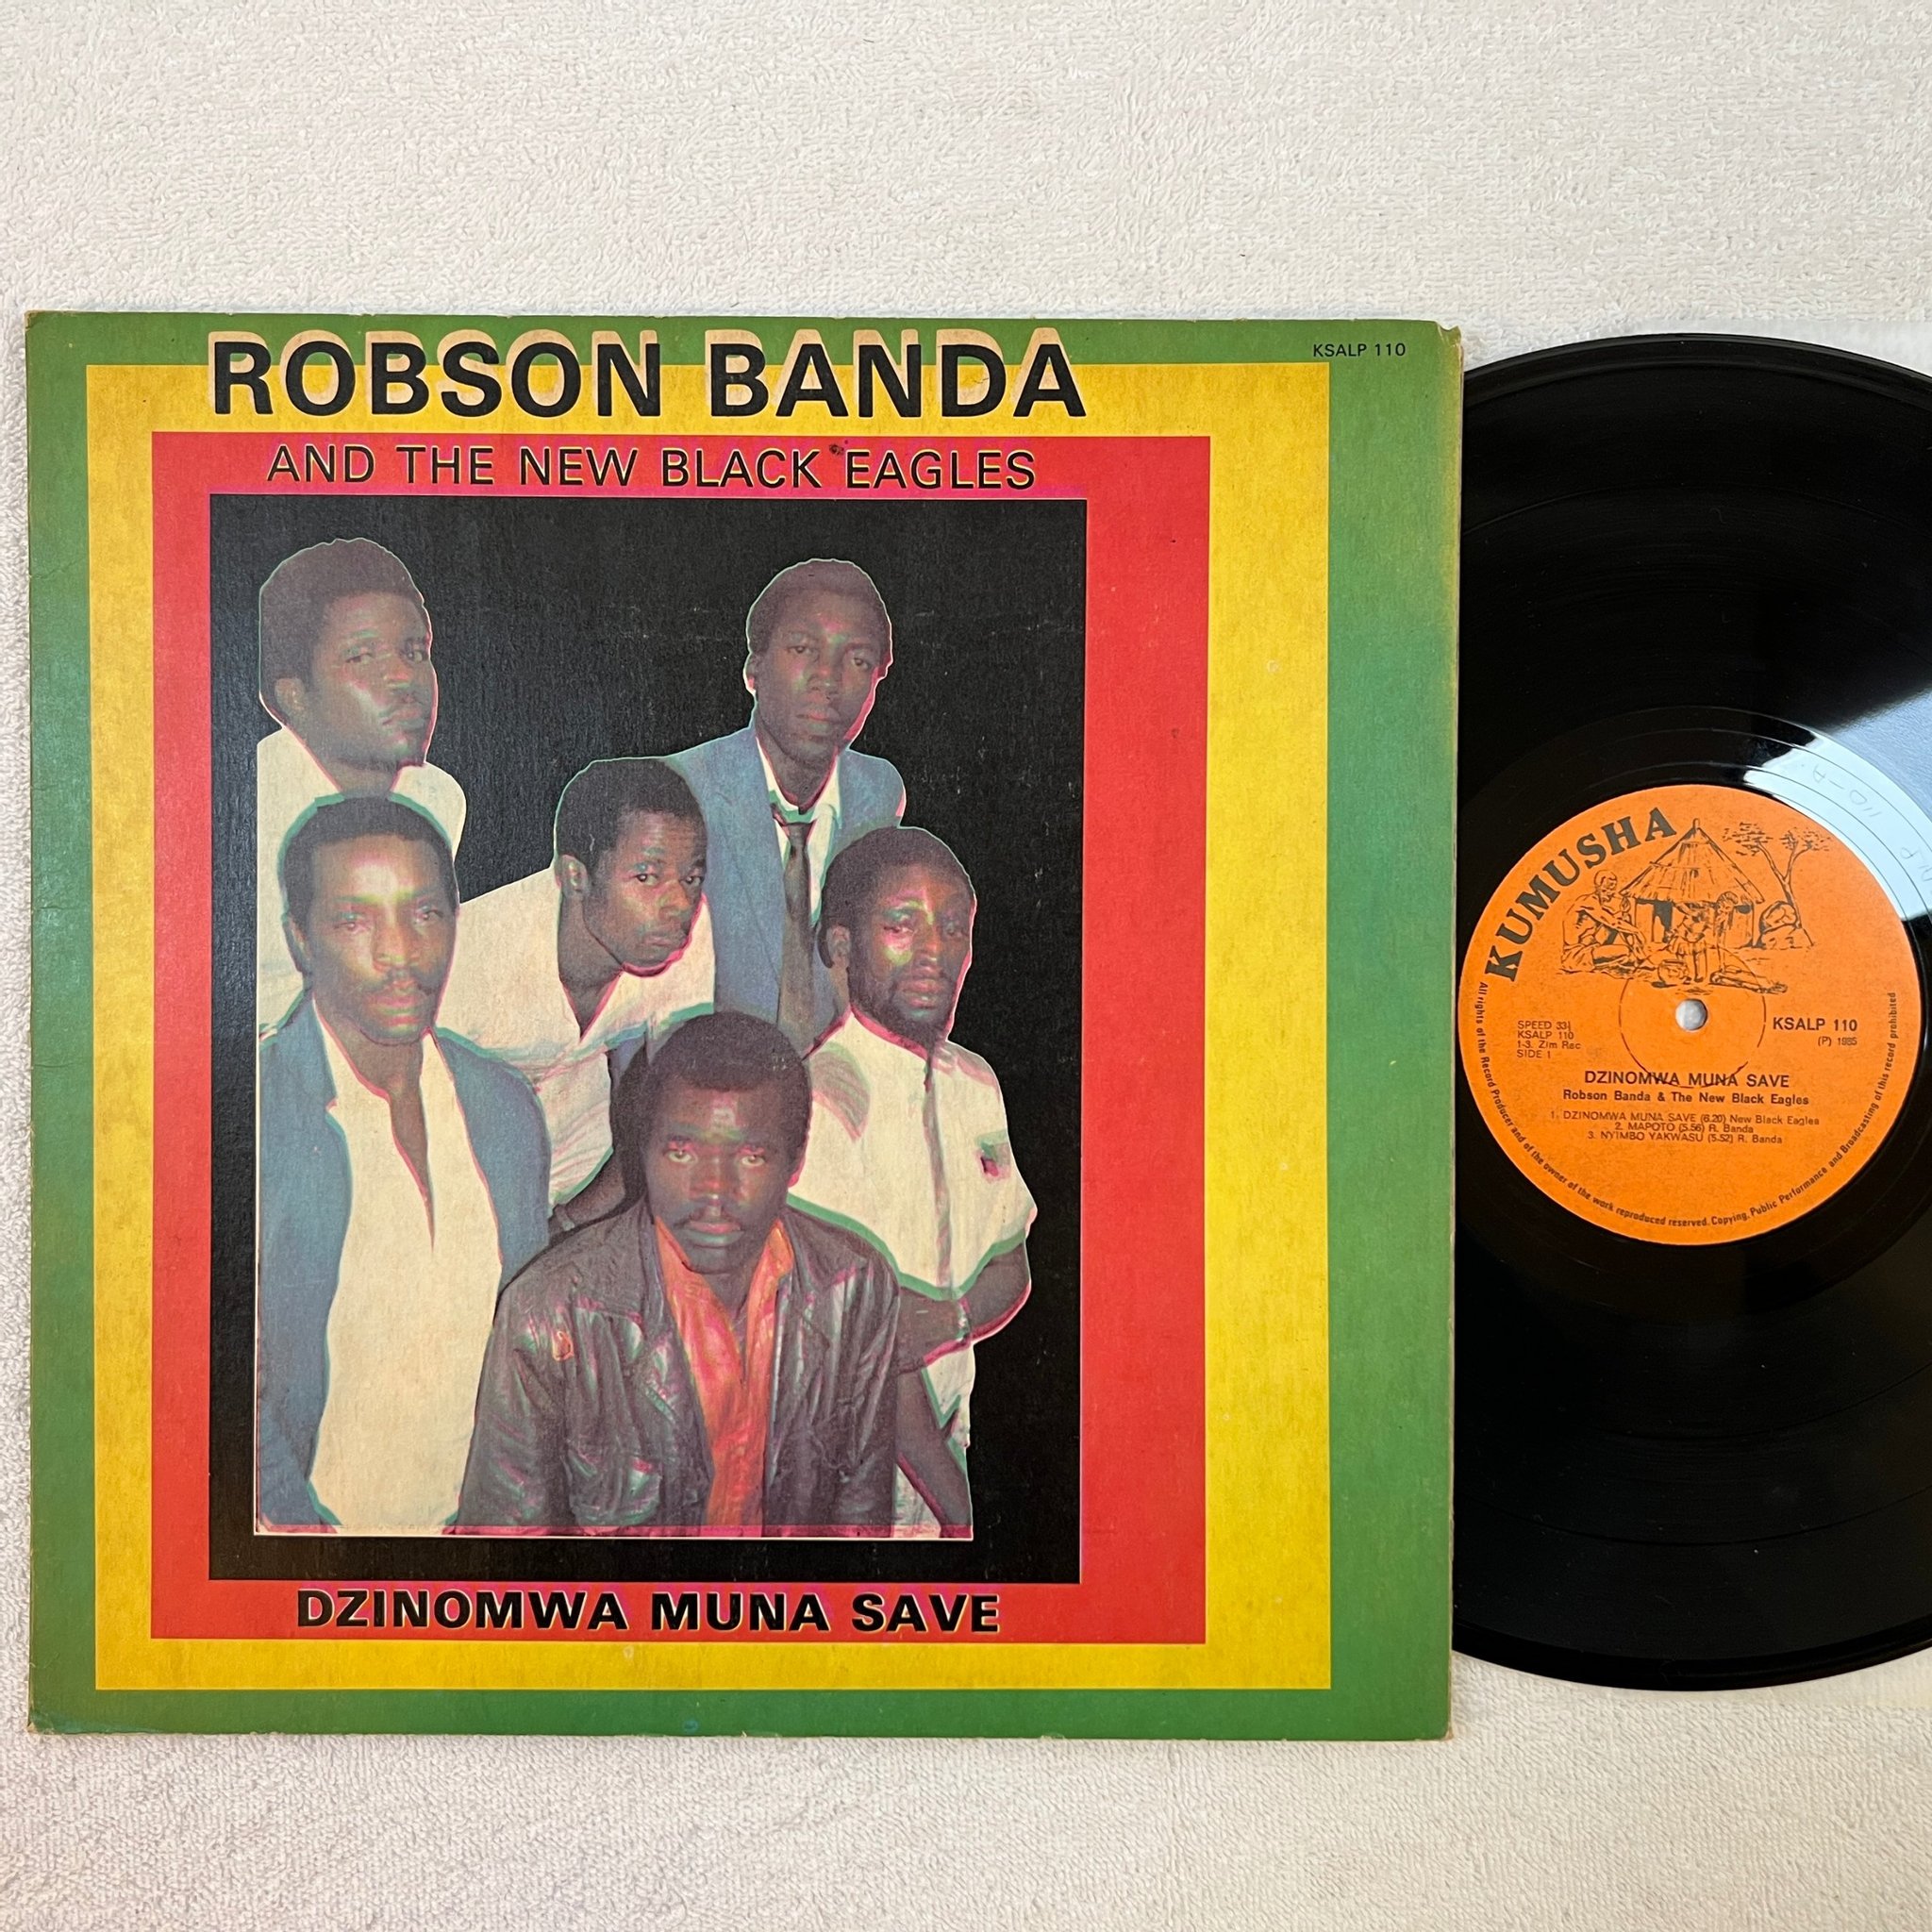 ROBSON BANDA
KSALP 110
AND THE NEW BLACK EAGLES
DZINOMWA MUNA SAVE
KUMUSHA
SPEED 33⅓
KSALP 110
1-3. Zim Rec
SIDE 1
KSALP 110
(P) 1985
DZINOMWA MUNA SAVE
Robson Banda & The New Black Eagles
1. DZINOMWA MUNA SAVE (6.20) New Black Eagles
2. MAPOTO (5.56) R. Banda
3. NYIMBO YAKWASU (5-52) R. Banda
All rights of the Record Producer and of the owner of the work reproduced reserved. Copying, Public Performance and Broadcasting of this record prohibited